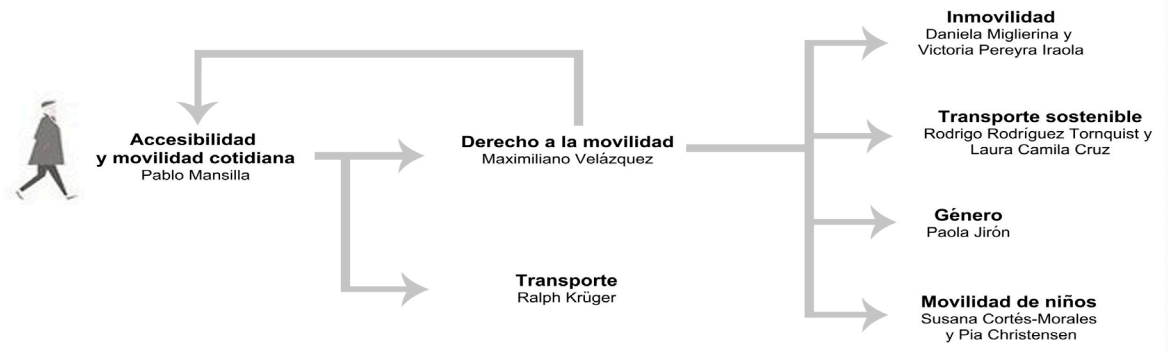 Accesibilidad
y movilidad cotidiana
Pablo Mansilla
Derecho a la movilidad
Maximiliano Velázquez
Transporte
Ralph Krüger
Inmovilidad
Daniela Miglierina y
Victoria Pereyra Iraola
Transporte sostenible
Rodrigo Rodríguez Tornquist y
Laura Camila Cruz
Género
Paola Jirón
Movilidad de niños
Susana Cortés-Morales
y Pia Christensen